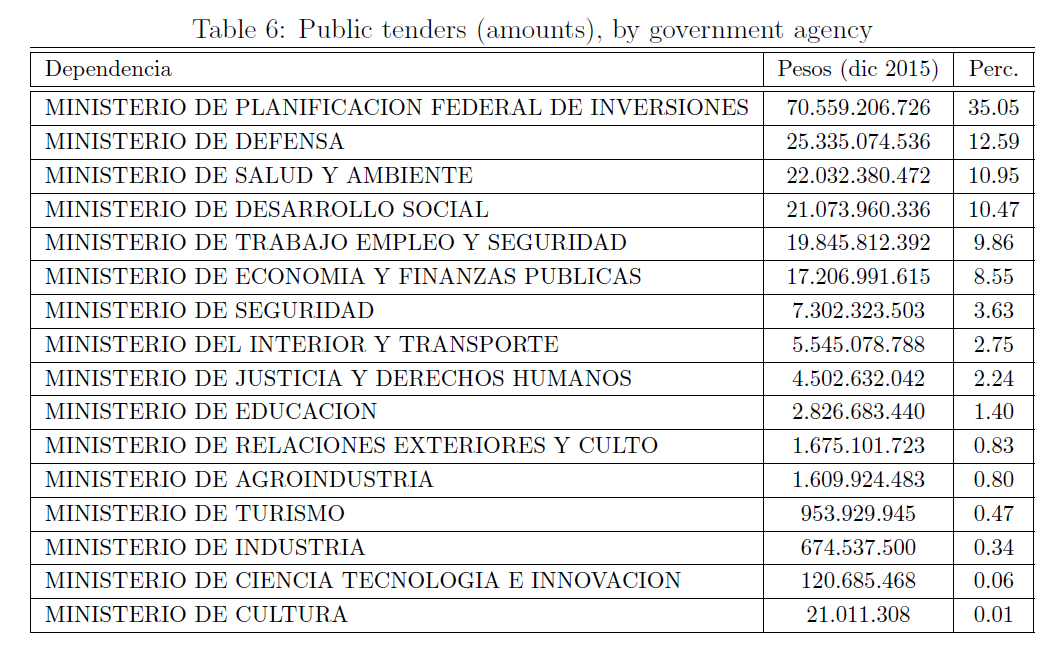 Table 6: Public tenders (amounts), by government agency
Dependencia Pesos (dic 2015) Perc.
MINISTERIO DE PLANIFICACION FEDERAL DE INVERSIONES 70.559.206.726 35.05
MINISTERIO DE DEFENSA 25.335.074.536 12.59
MINISTERIO DE SALUD Y AMBIENTE 22.032.380.472 10.95
MINISTERIO DE DESARROLLO SOCIAL 21.073.960.336 10.47
MINISTERIO DE TRABAJO EMPLEO Y SEGURIDAD 19.845.812.392 9.86
MINISTERIO DE ECONOMIA Y FINANZAS PUBLICAS 17.206.991.615 8.55
MINISTERIO DE SEGURIDAD 7.302.323.503 3.63
MINISTERIO DEL INTERIOR Y TRANSPORTE 5.545.078.788 2.75
MINISTERIO DE JUSTICIA Y DERECHOS HUMANOS 4.502.632.042 2.24
MINISTERIO DE EDUCACION 2.826.683.440 1.40
MINISTERIO DE RELACIONES EXTERIORES Y CULTO 1.675.101.723 0.83
MINISTERIO DE AGROINDUSTRIA 1.609.924.483 0.80
MINISTERIO DE TURISMO 953.929.945 0.47
MINISTERIO DE INDUSTRIA 674.537.500 0.34
MINISTERIO DE CIENCIA TECNOLOGIA E INNOVACION 120.685.468 0.06
MINISTERIO DE CULTURA 21.011.308 0.01